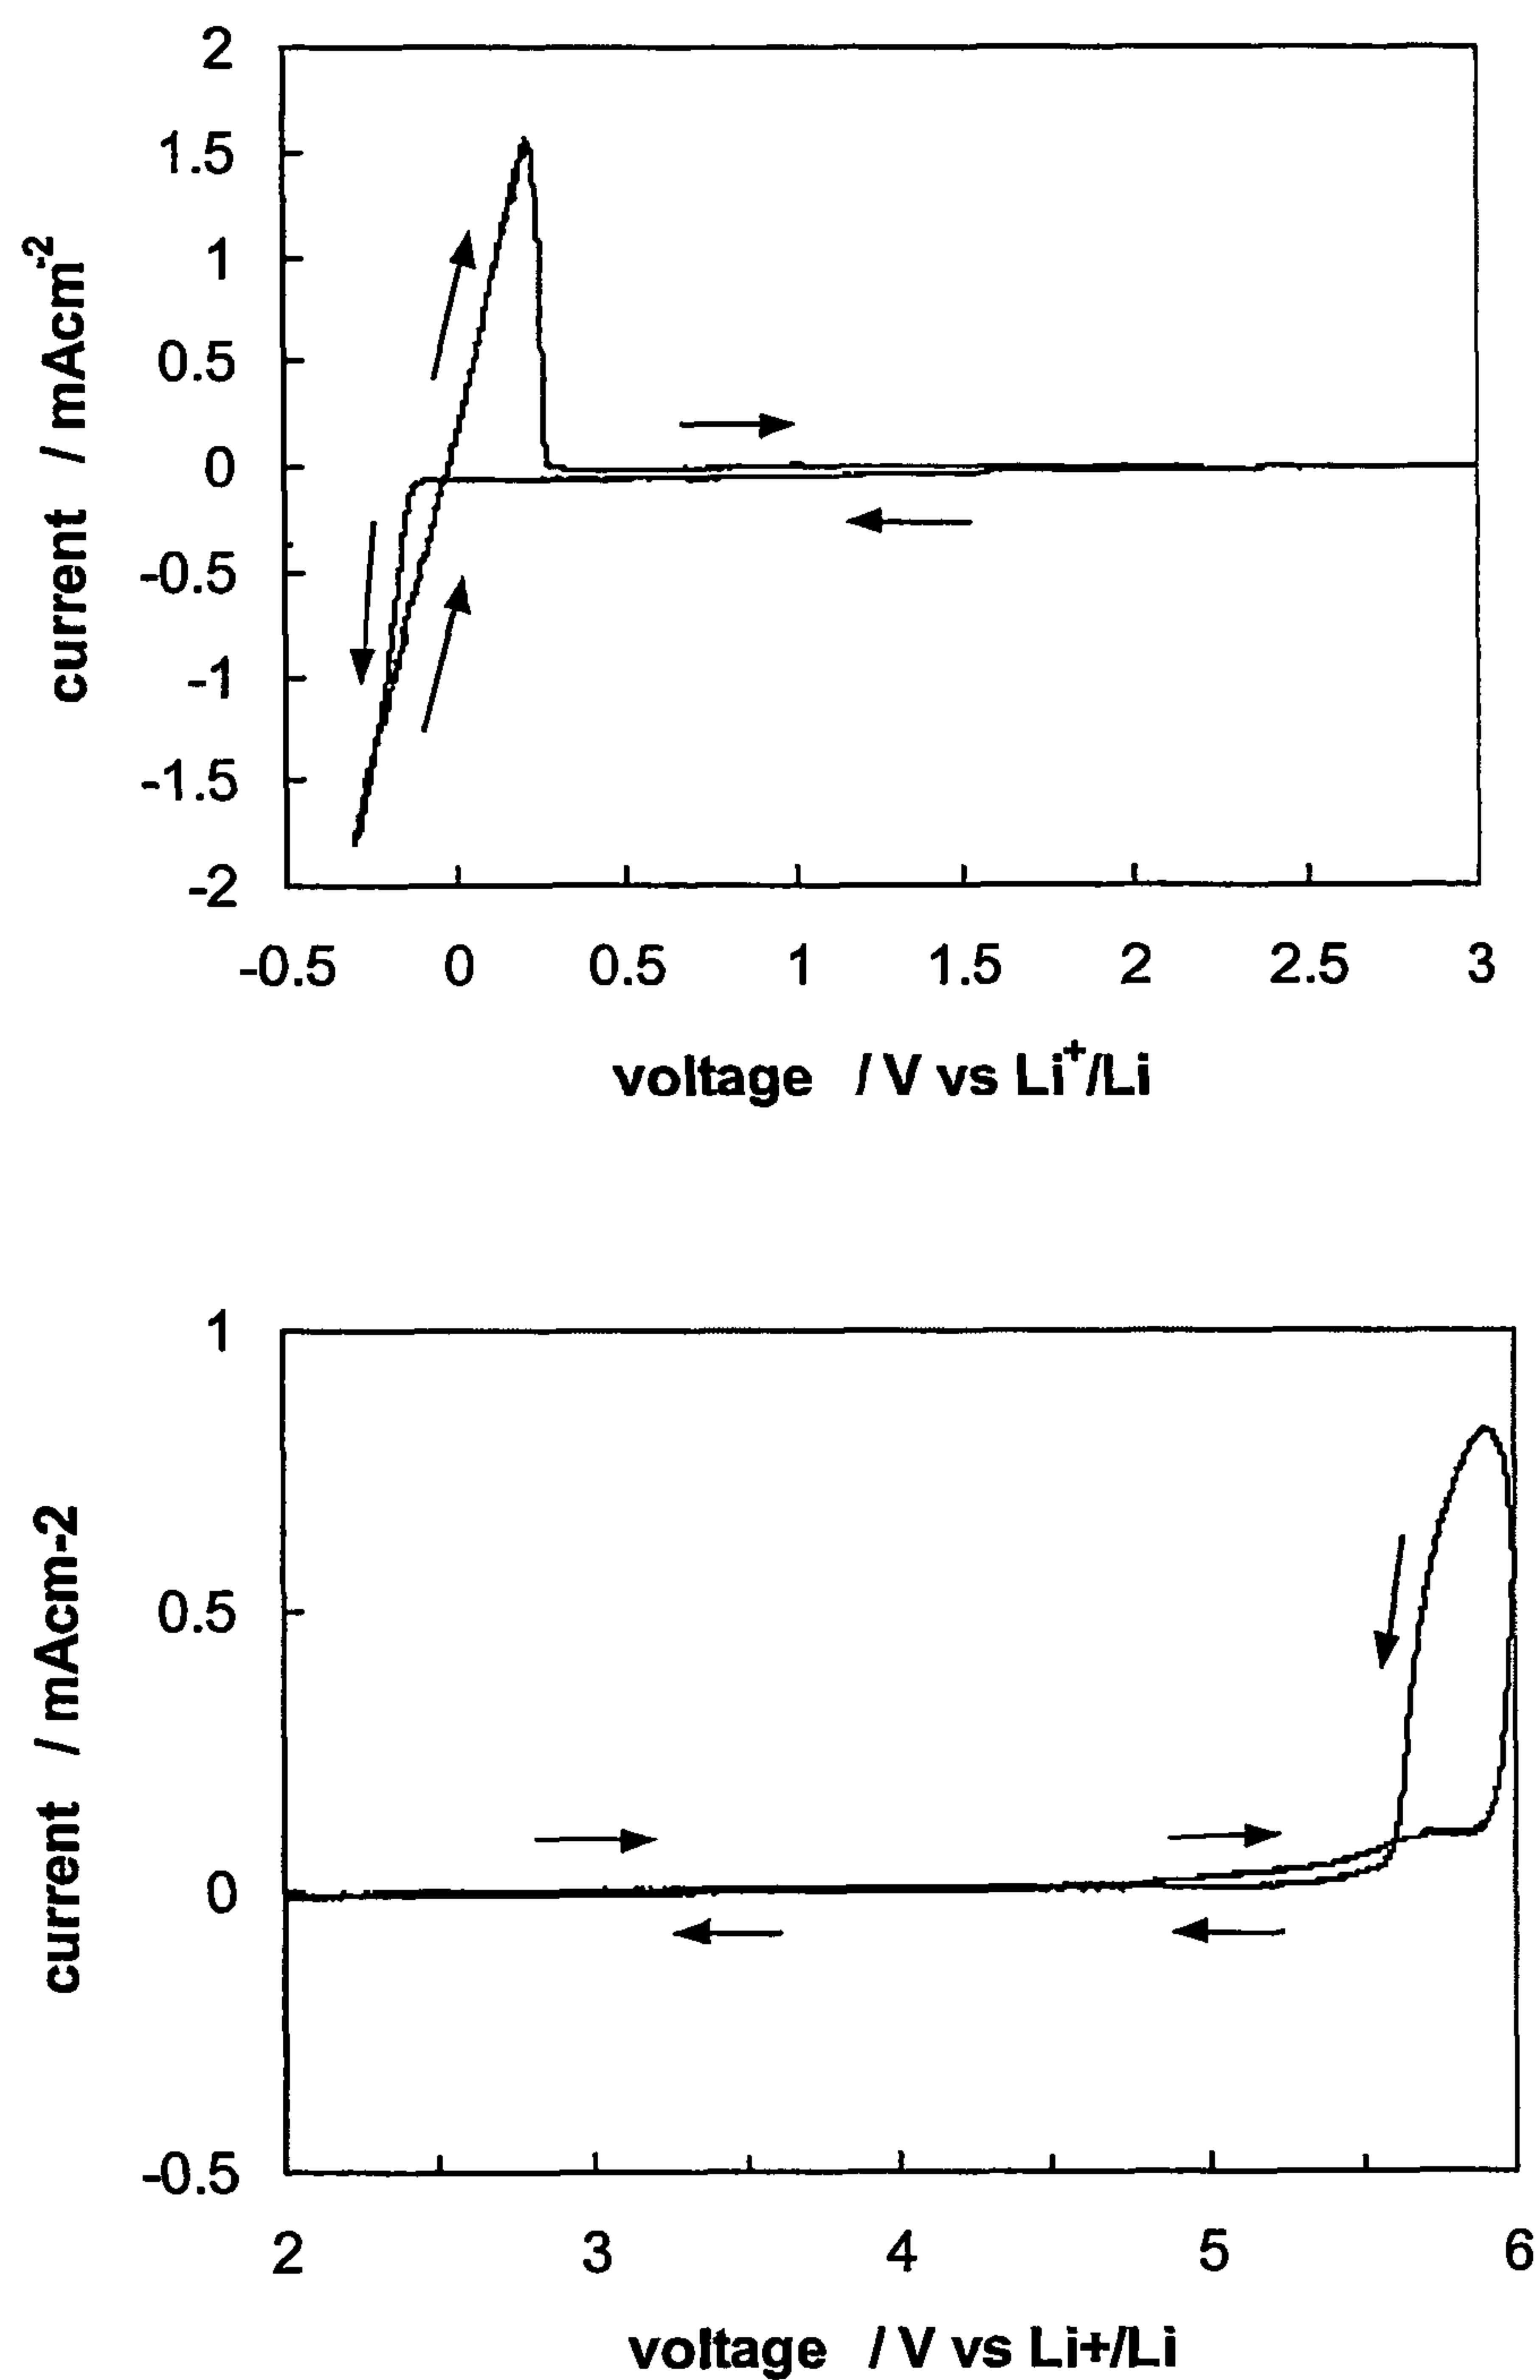 2
1.5
1
0.5
0
-0.5
-1
-1.5
-2
current / mAcm⁻²
-0.5 0 0.5 1 1.5 2 2.5 3
voltage / V vs Li⁺/Li
1
0.5
0
-0.5
current / mAcm-2
2 3 4 5 6
voltage / V vs Li+/Li